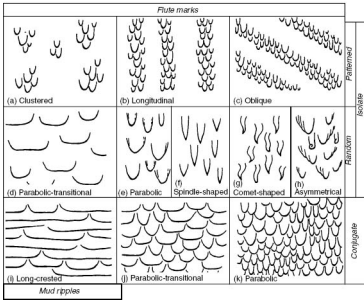 Flute marks
(a) Clustered
(b) Longitudinal
(c) Oblique
Patterned
(d) Parabolic-transitional
(e) Parabolic
(f)
Spindle-shaped
(g)
Comet-shaped
(h)
Asymmetrical
Random
Isolate
(i) Long-crested
(j) Parabolic-transitional
(k) Parabolic
Conjugate
Mud ripples